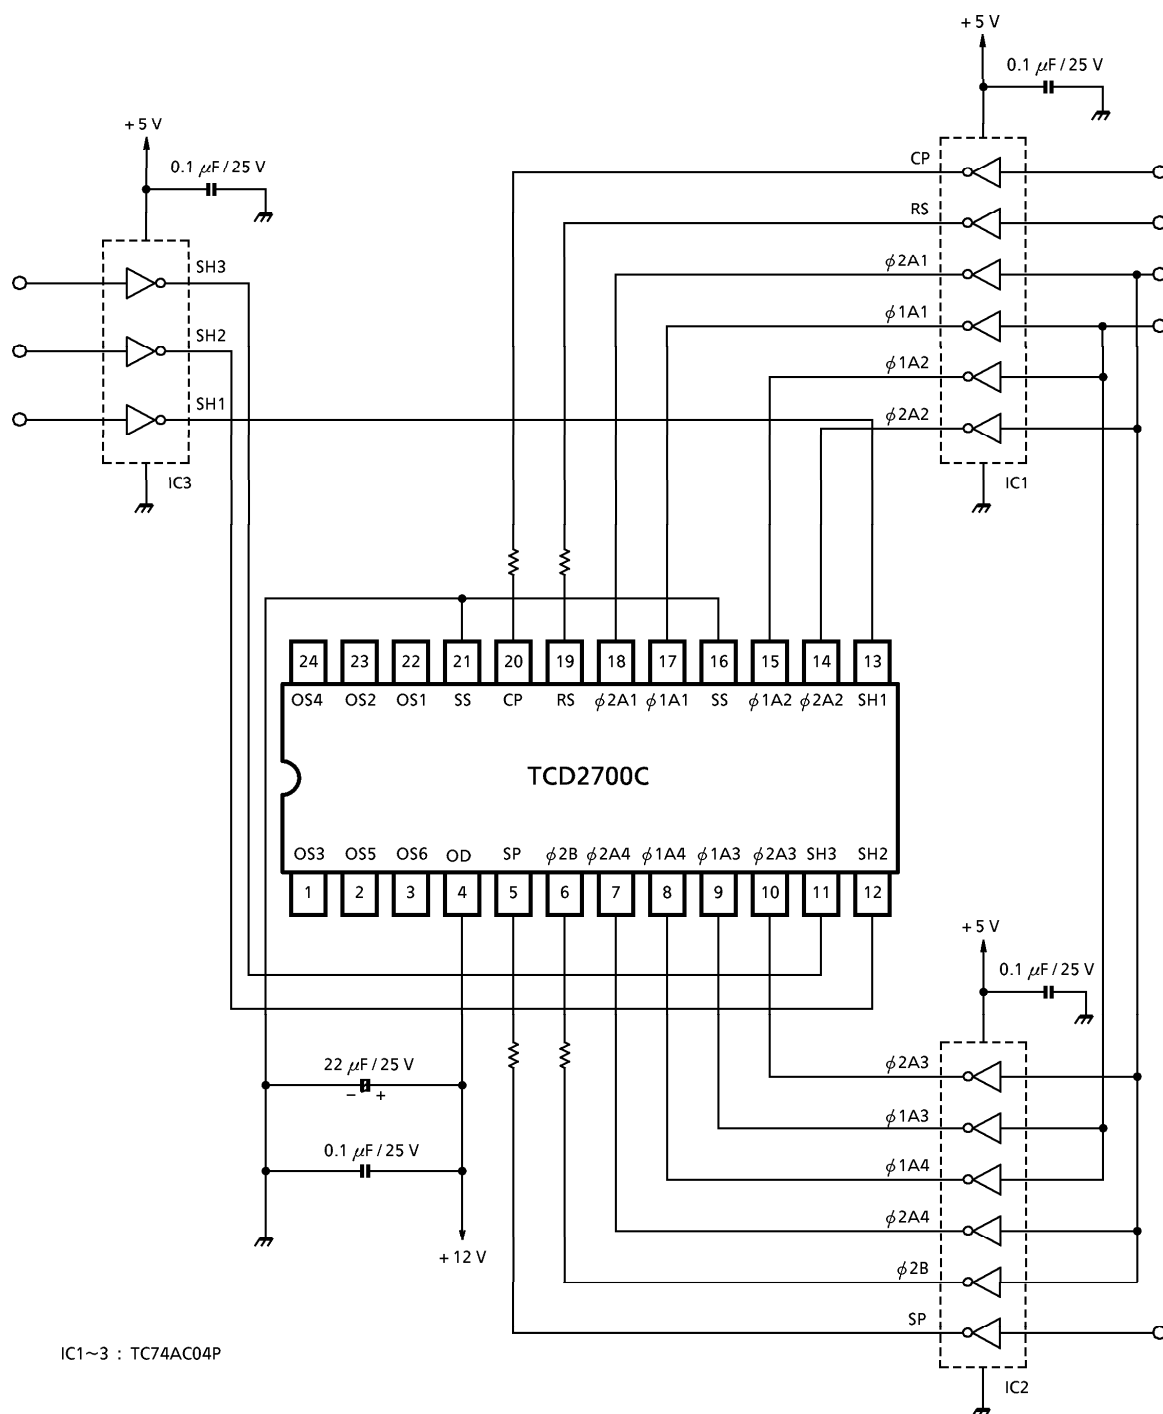 + 5 V
0.1 μF / 25 V
+ 5 V
0.1 μF / 25 V
CP
RS
SH3
ϕ2A1
SH2
ϕ1A1
ϕ1A2
SH1
ϕ2A2
IC3
IC1
24 23 22 21 20 19 18 17 16 15 14 13
OS4 OS2 OS1 SS CP RS ϕ2A1 ϕ1A1 SS ϕ1A2 ϕ2A2 SH1
TCD2700C
OS3 OS5 OS6 OD SP ϕ2B ϕ2A4 ϕ1A4 ϕ1A3 ϕ2A3 SH3 SH2
1 2 3 4 5 6 7 8 9 10 11 12
+ 5 V
0.1 μF / 25 V
22 μF / 25 V
− +
ϕ2A3
ϕ1A3
0.1 μF / 25 V
ϕ1A4
ϕ2A4
+ 12 V
ϕ2B
SP
IC1~3 : TC74AC04P
IC2